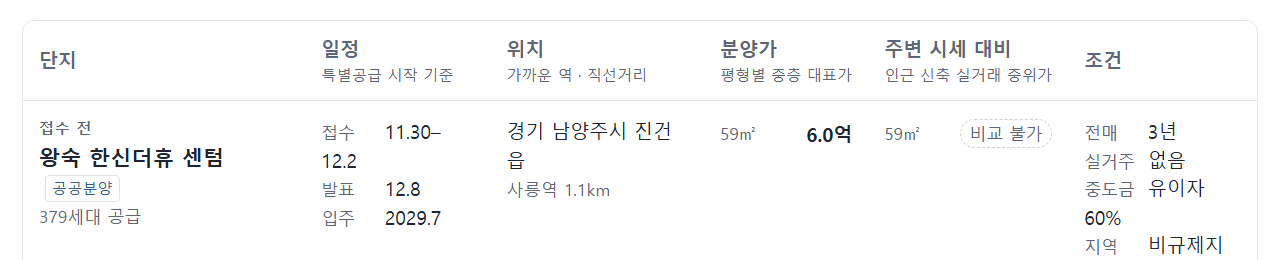 단지
일정
특별공급 시작 기준
위치
가까운 역 · 직선거리
분양가
평형별 중층 대표가
주변 시세 대비
인근 신축 실거래 중위가
조건
접수 전
왕숙 한신더휴 센텀
공공분양
379세대 공급
접수 11.30–
12.2
발표 12.8
입주 2029.7
경기 남양주시 진건
읍
사릉역 1.1km
59㎡ 6.0억
59㎡ 비교 불가
전매 3년
실거주 없음
중도금 유이자
60%
지역 비규제지